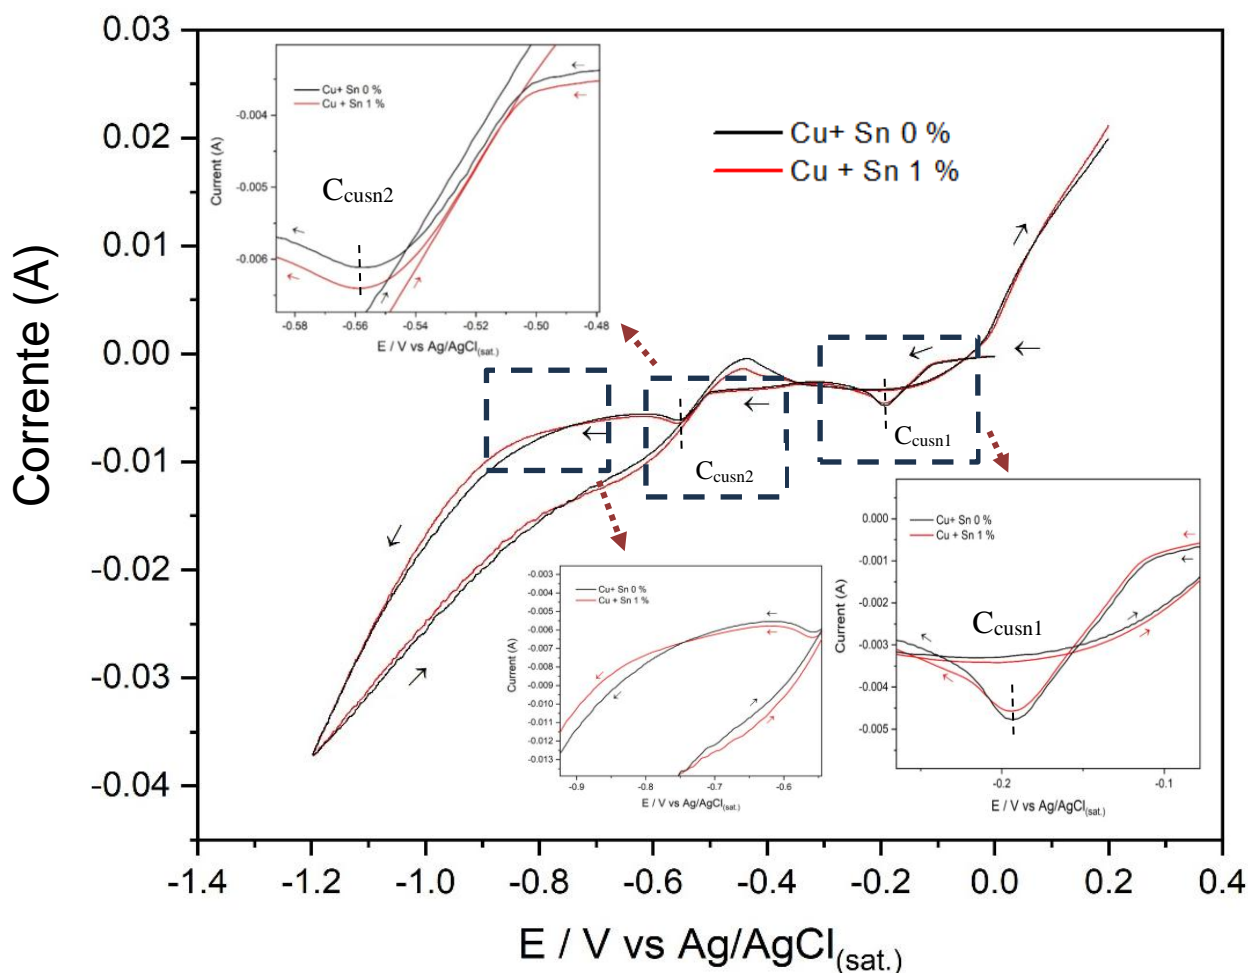 0.03
0.02
0.01
0.00
-0.01
-0.02
-0.03
-0.04
Corrente (A)
-1.4 -1.2 -1.0 -0.8 -0.6 -0.4 -0.2 0.0 0.2 0.4
E / V vs Ag/AgCl(sat.)
Cu+ Sn 0 %
Cu + Sn 1 %
Ccusn1
Ccusn2
Cu+ Sn 0 %
Cu + Sn 1 %
Ccusn2
-0.004
-0.005
-0.006
Current (A)
-0.58 -0.56 -0.54 -0.52 -0.50 -0.48
E / V vs Ag/AgCl(sat.)
-0.003
-0.004
-0.005
-0.006
-0.007
-0.008
-0.009
-0.010
-0.011
-0.012
-0.013
Current (A)
Cu+ Sn 0 %
Cu + Sn 1 %
-0.9 -0.8 -0.7 -0.6
E / V vs Ag/AgCl(sat.)
0.000
-0.001
-0.002
-0.003
-0.004
-0.005
Current (A)
Cu+ Sn 0 %
Cu + Sn 1 %
Ccusn1
-0.2 -0.1
E / V vs Ag/AgCl(sat.)